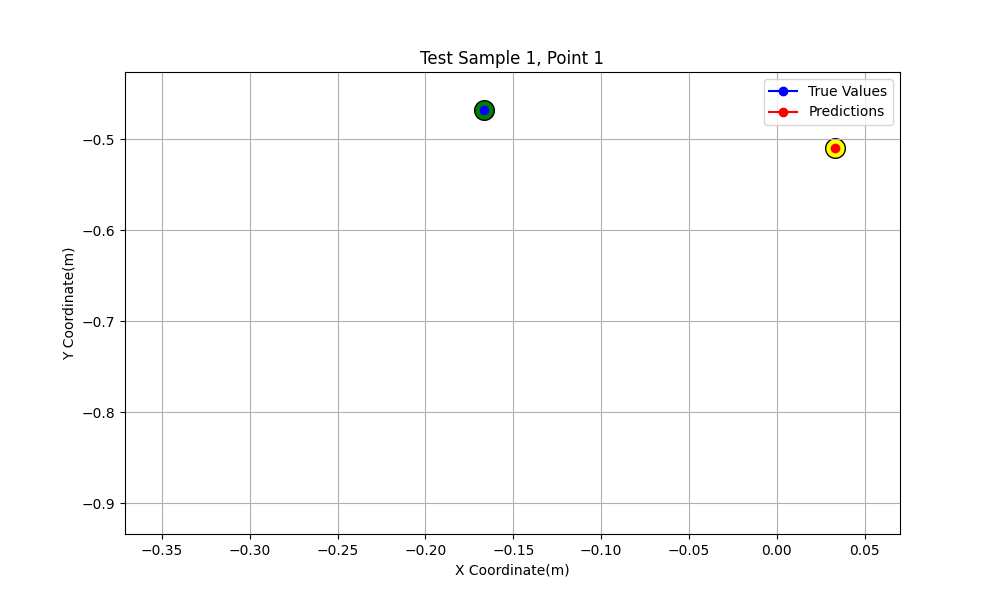 Test Sample 1, Point 1
True Values
Predictions
Y Coordinate(m)
−0.5
−0.6
−0.7
−0.8
−0.9
−0.35 −0.30 −0.25 −0.20 −0.15 −0.10 −0.05 0.00 0.05
X Coordinate(m)